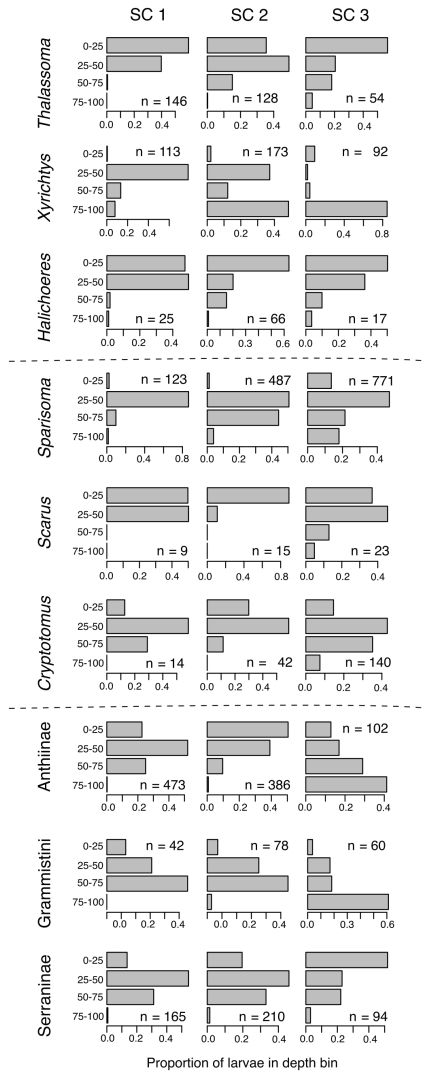 SC 1 SC 2 SC 3
Thalassoma
0-25
25-50
50-75
75-100
n = 146 n = 128 n = 54
0.0 0.2 0.4 0.0 0.2 0.4 0.0 0.2 0.4
Xyrichtys
0-25
25-50
50-75
75-100
n = 113 n = 173 n = 92
0.0 0.2 0.4 0.0 0.2 0.4 0.0 0.4 0.8
Halichoeres
0-25
25-50
50-75
75-100
n = 25 n = 66 n = 17
0.0 0.2 0.4 0.0 0.3 0.6 0.0 0.2 0.4
Sparisoma
0-25
25-50
50-75
75-100
n = 123 n = 487 n = 771
0.0 0.4 0.8 0.0 0.2 0.4 0.0 0.2 0.4
Scarus
0-25
25-50
50-75
75-100
n = 9 n = 15 n = 23
0.0 0.2 0.4 0.0 0.4 0.8 0.0 0.2 0.4
Cryptotomus
0-25
25-50
50-75
75-100
n = 14 n = 42 n = 140
0.0 0.2 0.4 0.0 0.2 0.4 0.0 0.2 0.4
Anthiinae
0-25
25-50
50-75
75-100
n = 473 n = 386 n = 102
0.0 0.2 0.4 0.0 0.2 0.4 0.0 0.2 0.4
Grammistini
0-25
25-50
50-75
75-100
n = 42 n = 78 n = 60
0.0 0.2 0.4 0.0 0.2 0.4 0.0 0.3 0.6
Serraninae
0-25
25-50
50-75
75-100
n = 165 n = 210 n = 94
0.0 0.2 0.4 0.0 0.2 0.4 0.0 0.2 0.4
Proportion of larvae in depth bin